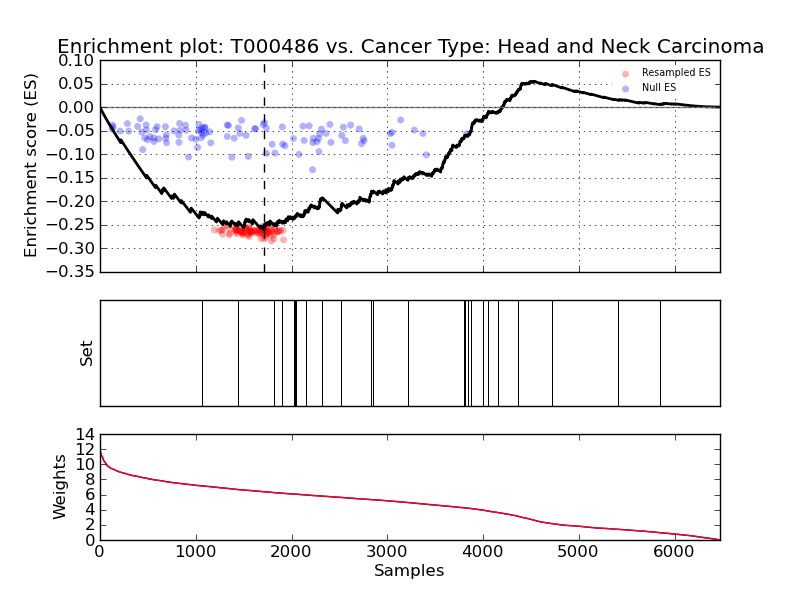 Enrichment plot: T000486 vs. Cancer Type: Head and Neck Carcinoma
0.10
0.05
0.00
−0.05
−0.10
−0.15
−0.20
−0.25
−0.30
−0.35
Enrichment score (ES)
Resampled ES
Null ES
Set
14
12
10
8
6
4
2
0
Weights
0 1000 2000 3000 4000 5000 6000
Samples